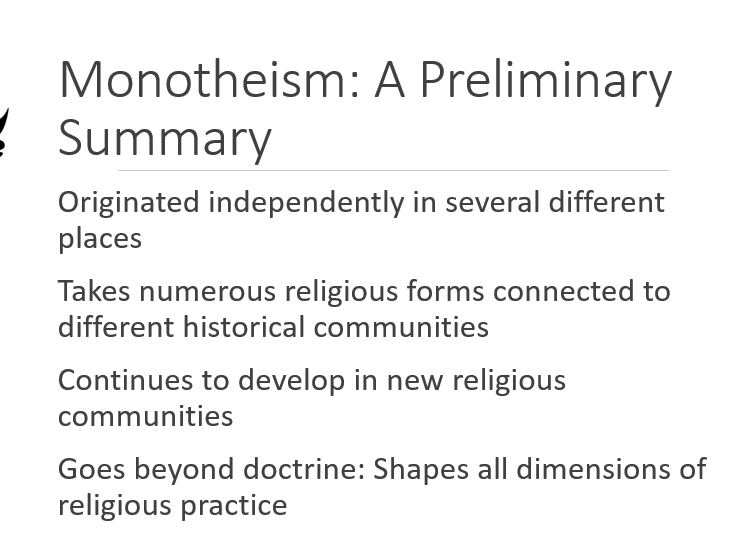 Monotheism: A Preliminary
Summary
Originated independently in several different
places
Takes numerous religious forms connected to
different historical communities
Continues to develop in new religious
communities
Goes beyond doctrine: Shapes all dimensions of
religious practice